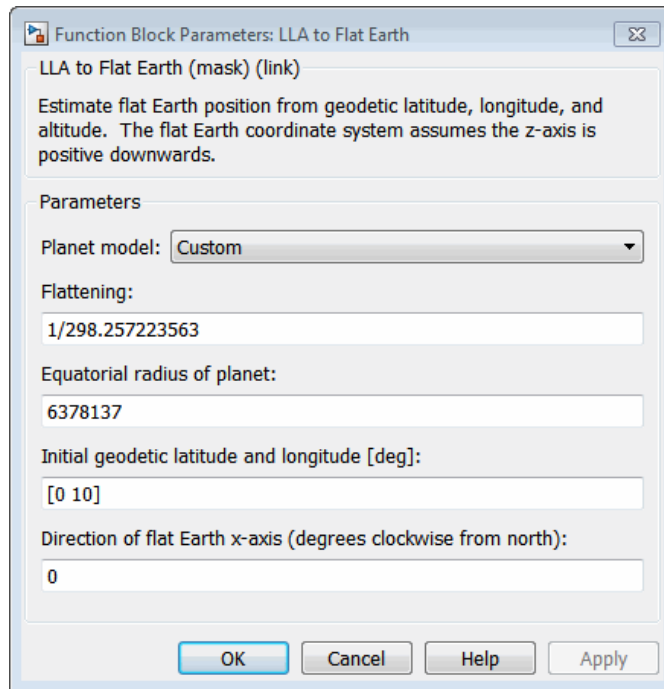 Function Block Parameters: LLA to Flat Earth
LLA to Flat Earth (mask) (link)
Estimate flat Earth position from geodetic latitude, longitude, and
altitude.  The flat Earth coordinate system assumes the z-axis is
positive downwards.
Parameters
Planet model: Custom
Flattening:
1/298.257223563
Equatorial radius of planet:
6378137
Initial geodetic latitude and longitude [deg]:
[0 10]
Direction of flat Earth x-axis (degrees clockwise from north):
0
OK Cancel Help Apply